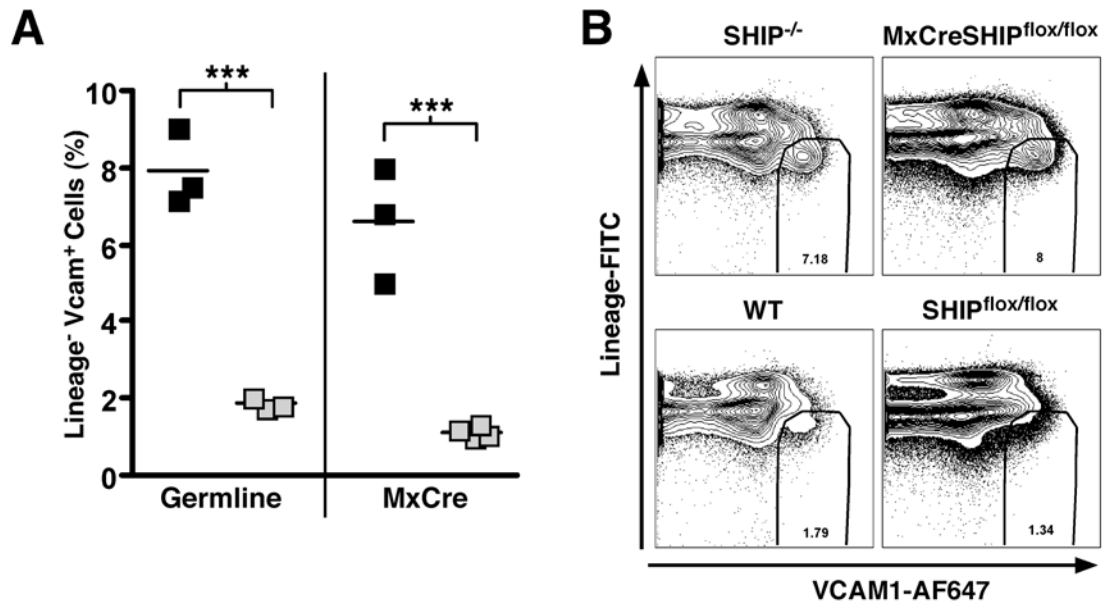 A
***
***
10
8
6
4
2
0
Lineage⁻ Vcam⁺ Cells (%)
Germline
MxCre
B
SHIP⁻/⁻
MxCreSHIPflox/flox
7.18
8
WT
SHIPflox/flox
1.79
1.34
Lineage-FITC
VCAM1-AF647